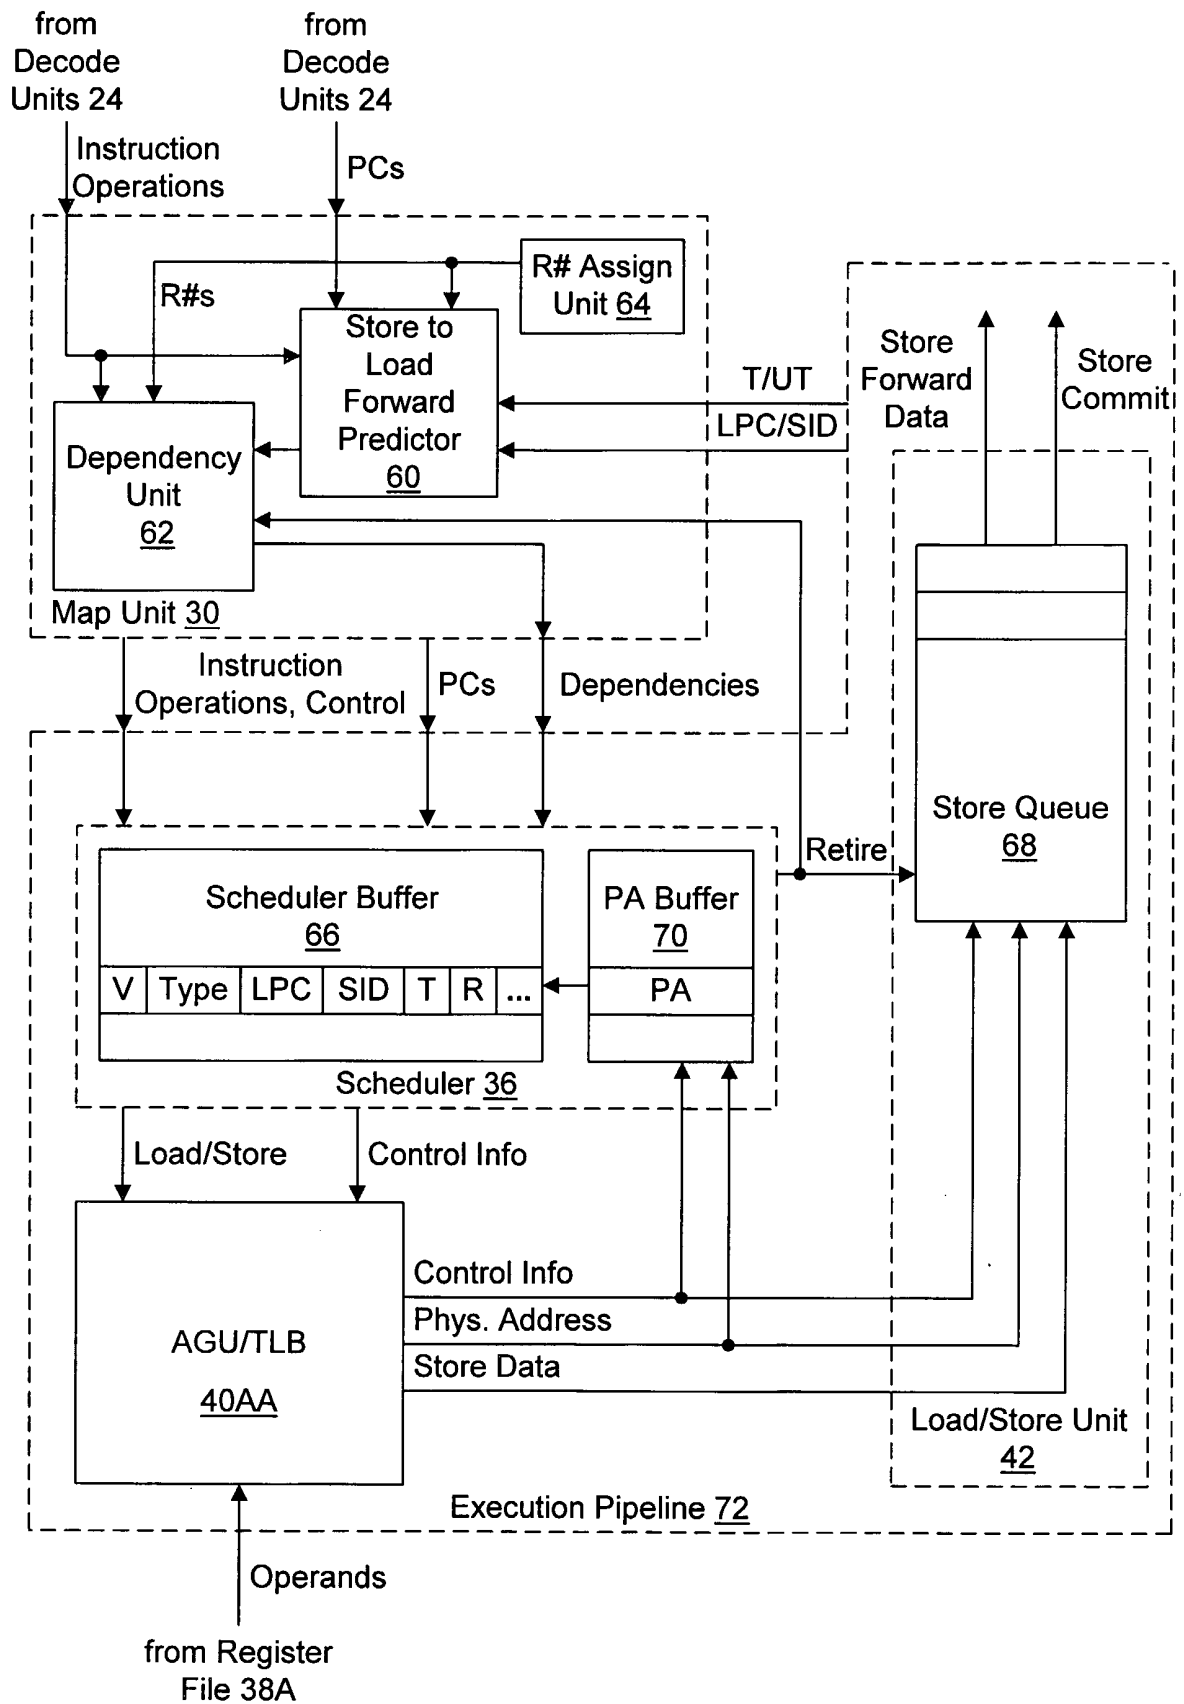 from
Decode
Units 24
from
Decode
Units 24
Instruction
Operations
PCs
R#s
R# Assign
Unit 64
Store to
Load
Forward
Predictor
60
Dependency
Unit
62
Map Unit 30
T/UT
LPC/SID
Store
Forward
Data
Store
Commit
Instruction
Operations, Control
PCs
Dependencies
Store Queue
68
Retire
Scheduler Buffer
66
V Type LPC SID T R ...
PA Buffer
70
PA
Scheduler 36
Load/Store
Control Info
AGU/TLB
40AA
Control Info
Phys. Address
Store Data
Load/Store Unit
42
Execution Pipeline 72
Operands
from Register
File 38A